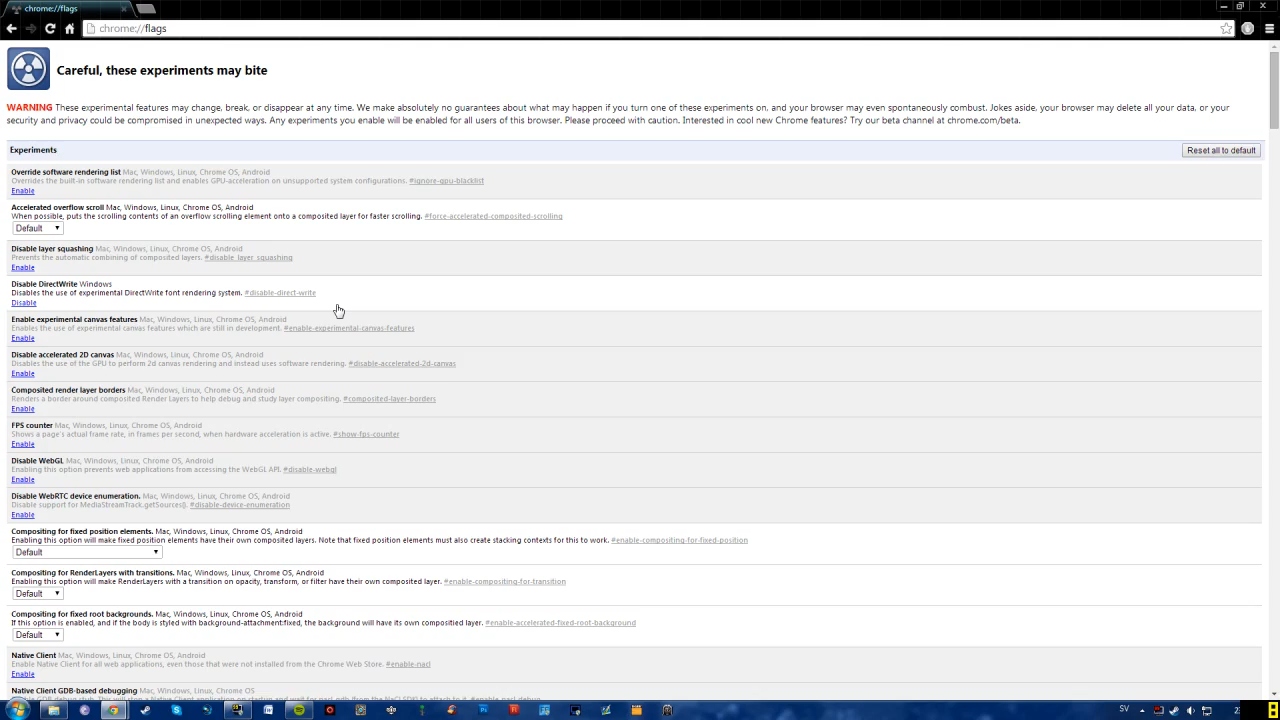 chrome://flags
chrome://flags
Careful, these experiments may bite
WARNING These experimental features may change, break, or disappear at any time. We make absolutely no guarantees about what may happen if you turn one of these experiments on, and your browser may even spontaneously combust. Jokes aside, your browser may delete all your data, or your
security and privacy could be compromised in unexpected ways. Any experiments you enable will be enabled for all users of this browser. Please proceed with caution. Interested in cool new Chrome features? Try our beta channel at chrome.com/beta.
Experiments
Reset all to default
Override software rendering list Mac, Windows, Linux, Chrome OS, Android
Overrides the built-in software rendering list and enables GPU-acceleration on unsupported system configurations. #ignore-gpu-blacklist
Enable
Accelerated overflow scroll Mac, Windows, Linux, Chrome OS, Android
When possible, puts the scrolling contents of an overflow scrolling element onto a composited layer for faster scrolling. #force-accelerated-composited-scrolling
Default
Disable layer squashing Mac, Windows, Linux, Chrome OS, Android
Prevents the automatic combining of composited layers. #disable_layer_squashing
Enable
Disable DirectWrite Windows
Disables the use of experimental DirectWrite font rendering system. #disable-direct-write
Disable
Enable experimental canvas features Mac, Windows, Linux, Chrome OS, Android
Enables the use of experimental canvas features which are still in development. #enable-experimental-canvas-features
Enable
Disable accelerated 2D canvas Mac, Windows, Linux, Chrome OS, Android
Disables the use of the GPU to perform 2d canvas rendering and instead uses software rendering. #disable-accelerated-2d-canvas
Enable
Composited render layer borders Mac, Windows, Linux, Chrome OS, Android
Renders a border around composited Render Layers to help debug and study layer compositing. #composited-layer-borders
Enable
FPS counter Mac, Windows, Linux, Chrome OS, Android
Shows a page's actual frame rate, in frames per second, when hardware acceleration is active. #show-fps-counter
Enable
Disable WebGL Mac, Windows, Linux, Chrome OS, Android
Enabling this option prevents web applications from accessing the WebGL API. #disable-webgl
Enable
Disable WebRTC device enumeration. Mac, Windows, Linux, Chrome OS, Android
Disable support for MediaStreamTrack.getSources(). #disable-device-enumeration
Enable
Compositing for fixed position elements. Mac, Windows, Linux, Chrome OS, Android
Enabling this option will make fixed position elements have their own composited layers. Note that fixed position elements must also create stacking contexts for this to work. #enable-compositing-for-fixed-position
Default
Compositing for RenderLayers with transitions. Mac, Windows, Linux, Chrome OS, Android
Enabling this option will make RenderLayers with a transition on opacity, transform, or filter have their own composited layer. #enable-compositing-for-transition
Default
Compositing for fixed root backgrounds. Mac, Windows, Linux, Chrome OS, Android
If this option is enabled, and if the body is styled with background-attachment:fixed, the background will have its own compositied layer. #enable-accelerated-fixed-root-background
Default
Native Client Mac, Windows, Linux, Chrome OS
Enable Native Client for all web applications, even those that were not installed from the Chrome Web Store. #enable-nacl
Enable
Native Client GDB-based debugging Mac, Windows, Linux, Chrome OS
SV